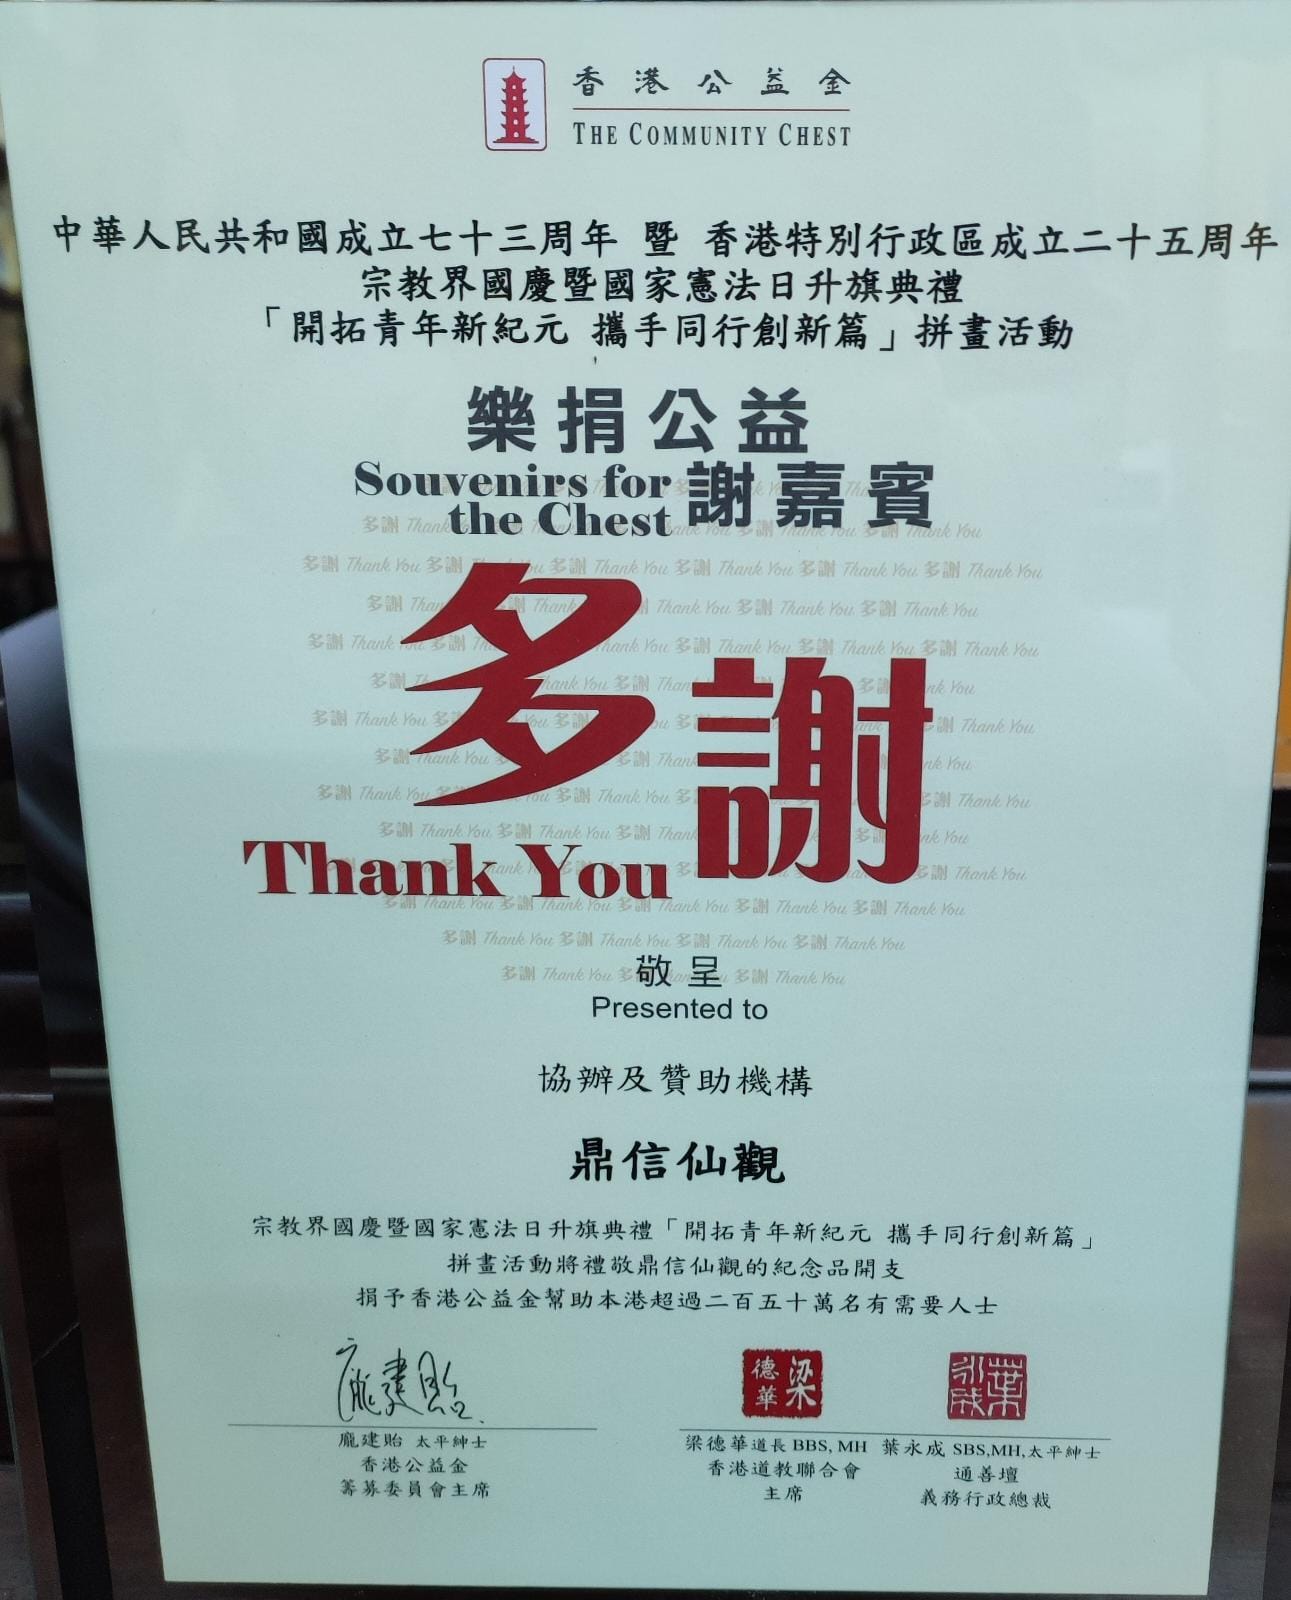 香港公益金
THE COMMUNITY CHEST
中華人民共和國成立七十三周年 暨 香港特別行政區成立二十五周年
宗教界國慶暨國家憲法日升旗典禮
「開拓青年新紀元 攜手同行創新篇」拼畫活動
樂捐公益
Souvenirs for
the Chest
謝嘉賓
多謝
Thank You
敬呈
Presented to
協辦及贊助機構
鼎信仙觀
宗教界國慶暨國家憲法日升旗典禮「開拓青年新紀元 攜手同行創新篇」
拼畫活動將禮敬鼎信仙觀的紀念品開支
捐予香港公益金幫助本港超過二百五十萬名有需要人士
龐建貽
龐建貽 太平紳士
香港公益金
籌募委員會主席
梁德華
梁德華道長 BBS, MH
香港道教聯合會
主席
葉永成
葉永成 SBS,MH,太平紳士
通善壇
義務行政總裁